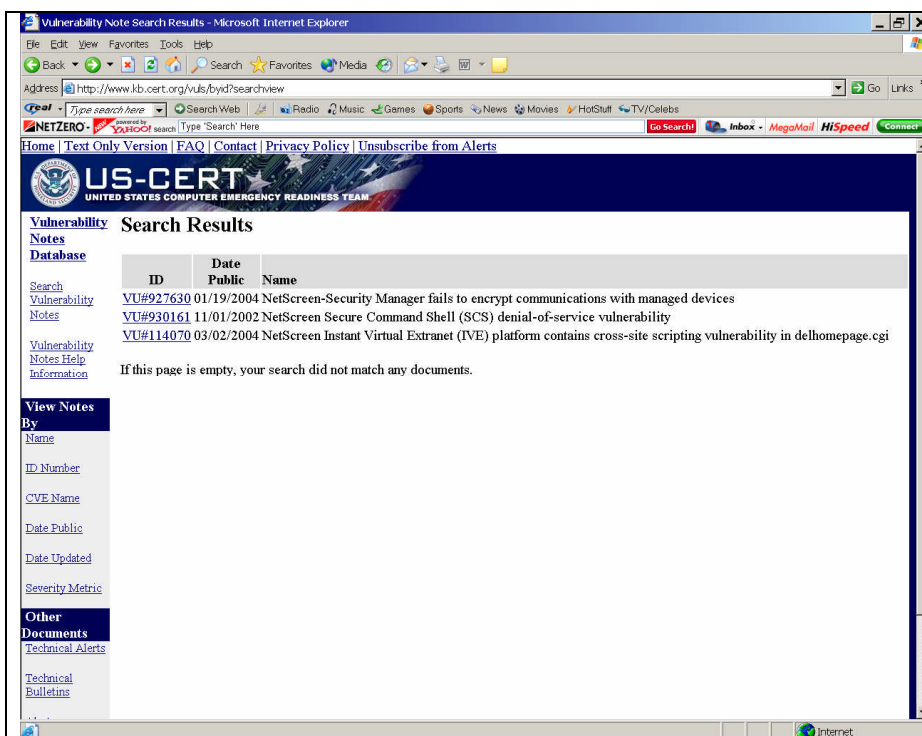 Vulnerability Note Search Results - Microsoft Internet Explorer
File Edit View Favorites Tools Help
Back Search Favorites Media
Address http://www.kb.cert.org/vuls/byid?searchview Go Links
real Type search here Search Web Radio Music Games Sports News Movies HotStuff TV/Celebs
NETZERO powered by YAHOO! search Type 'Search' Here Go Search! Inbox - MegaMail HiSpeed Connect
Home | Text Only Version | FAQ | Contact | Privacy Policy | Unsubscribe from Alerts
US-CERT
UNITED STATES COMPUTER EMERGENCY READINESS TEAM
Vulnerability
Notes
Database
Search
Vulnerability
Notes
Vulnerability
Notes Help
Information
View Notes
By
Name
ID Number
CVE Name
Date Public
Date Updated
Severity Metric
Other
Documents
Technical Alerts
Technical
Bulletins
Search Results
ID Date Public Name
VU#927630 01/19/2004 NetScreen-Security Manager fails to encrypt communications with managed devices
VU#930161 11/01/2002 NetScreen Secure Command Shell (SCS) denial-of-service vulnerability
VU#114070 03/02/2004 NetScreen Instant Virtual Extranet (IVE) platform contains cross-site scripting vulnerability in delhomepage.cgi
If this page is empty, your search did not match any documents.
Internet